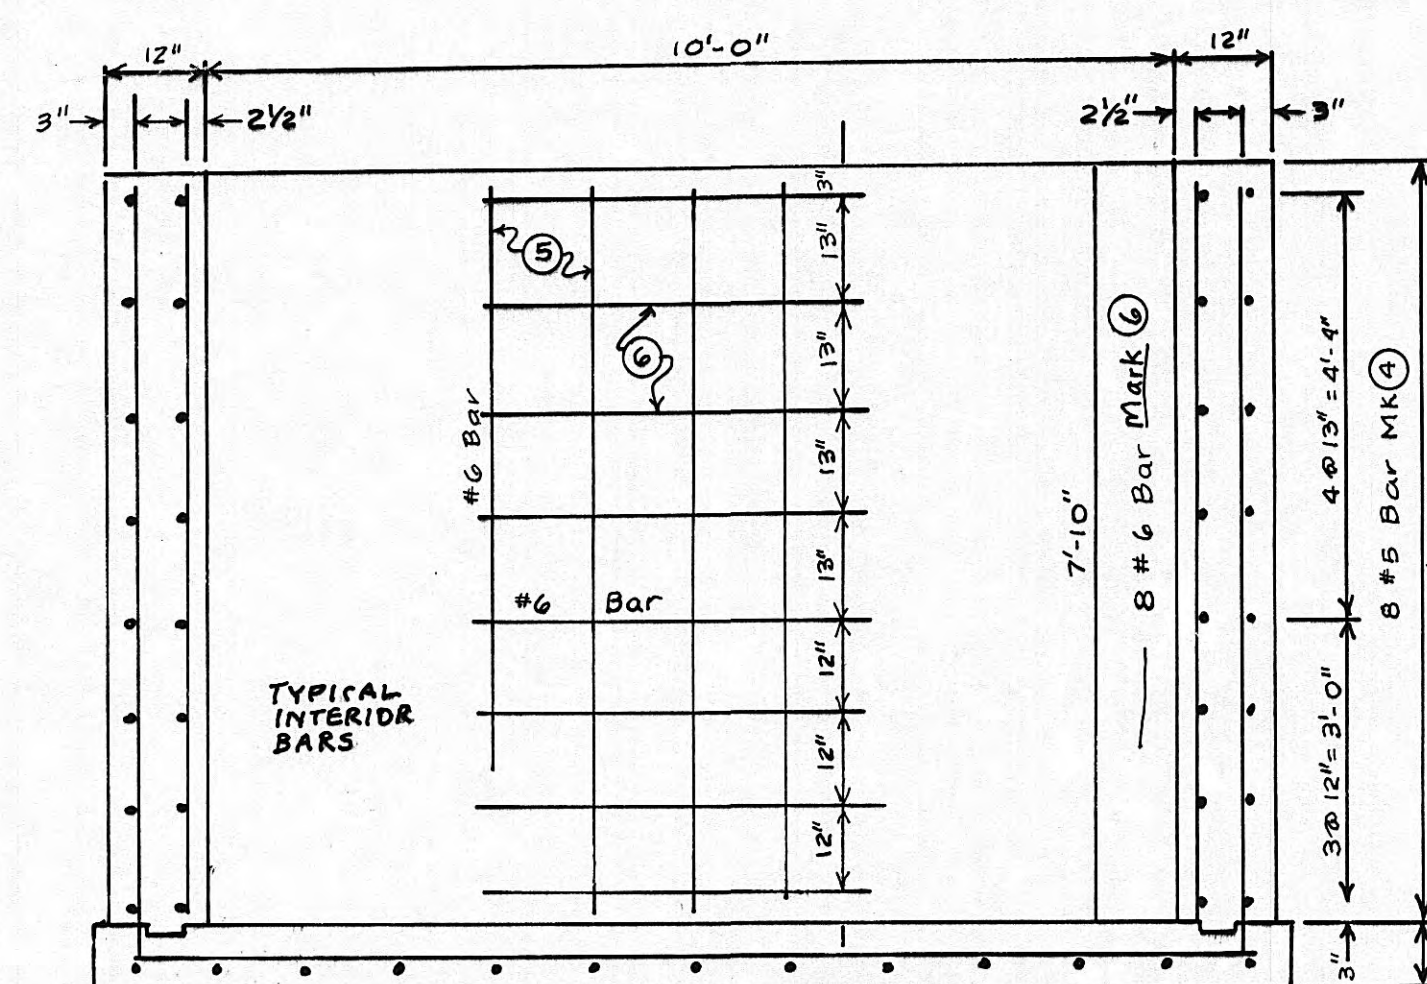 12"
10'-0"
12"
3"
2½"
2½"
3"
3"
13"
5
13"
6
6
8 #6 Bar Mark
4 @ 13" = 4'-4"
4
8 #5 Bar MK
#6 Bar
13"
7'-10"
13"
#6 Bar
12"
TYPICAL
INTERIOR
BARS
12"
3 @ 12" = 3'-0"
12"
3"